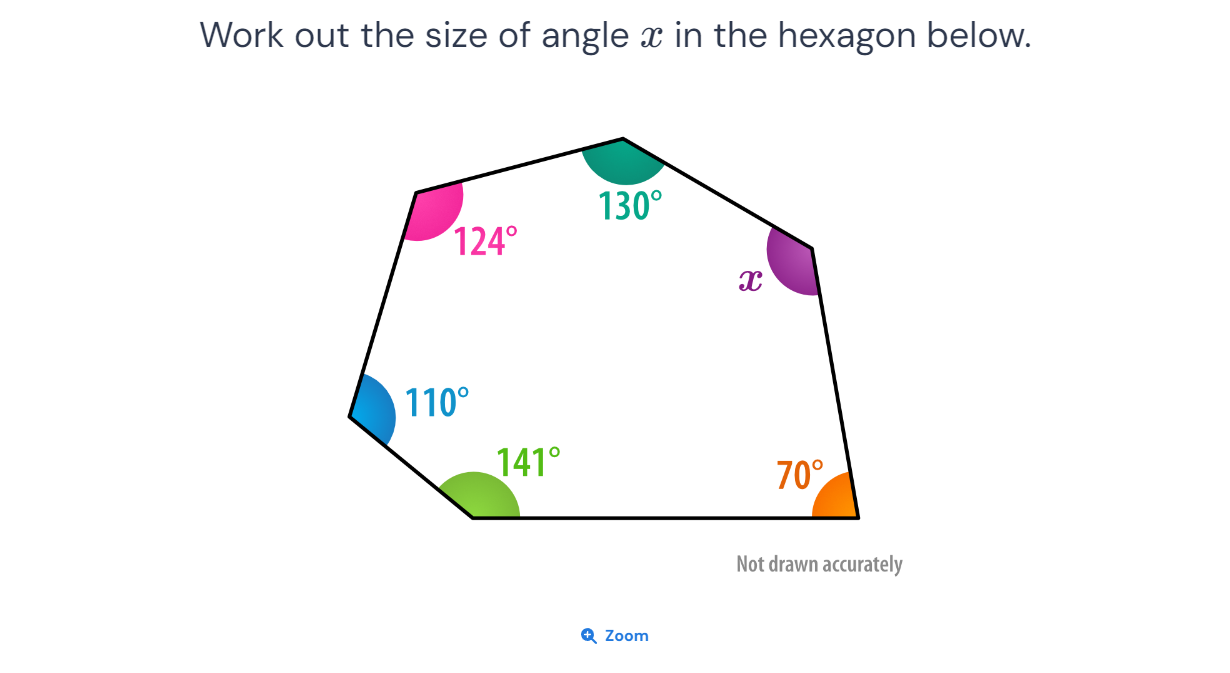 Work out the size of angle x in the hexagon below.
130°
124°
x
110°
141°
70°
Not drawn accurately
Zoom